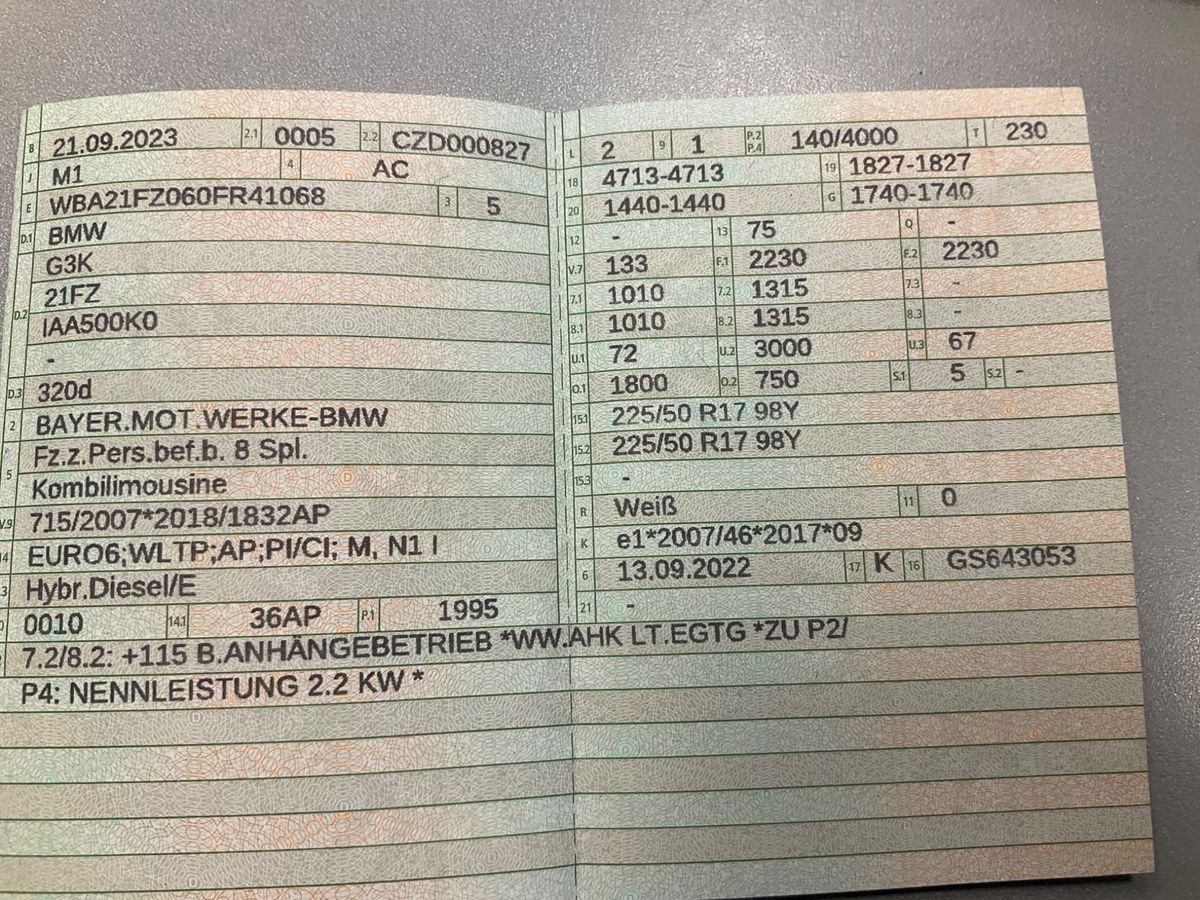 B 21.09.2023 2.1 0005 2.2 CZD000827
J M1 4 AC
E WBA21FZ060FR41068 3 5
D.1 BMW
G3K
D.2 21FZ
IAA500K0
-
D.3 320d
2 BAYER.MOT.WERKE-BMW
5 Fz.z.Pers.bef.b. 8 Spl.
Kombilimousine
V.9 715/2007*2018/1832AP
14 EURO6;WLTP;AP;PI/CI; M, N1 I
3 Hybr.Diesel/E
0010 14.1 36AP P.1 1995
L 2 9 1 P.2 P.4 140/4000 T 230
18 4713-4713 19 1827-1827
20 1440-1440 G 1740-1740
12 - 13 75 Q -
V.7 133 F.1 2230 F.2 2230
7.1 1010 7.2 1315 7.3 -
8.1 1010 8.2 1315 8.3 -
U.1 72 U.2 3000 U.3 67
O.1 1800 O.2 750 S.1 5 S.2 -
15.1 225/50 R17 98Y
15.2 225/50 R17 98Y
15.3 -
R Weiß 11 0
K e1*2007/46*2017*09
6 13.09.2022 17 K 16 GS643053
21 -
7.2/8.2: +115 B.ANHÄNGEBETRIEB *WW.AHK LT.EGTG *ZU P2/
P4: NENNLEISTUNG 2.2 KW *